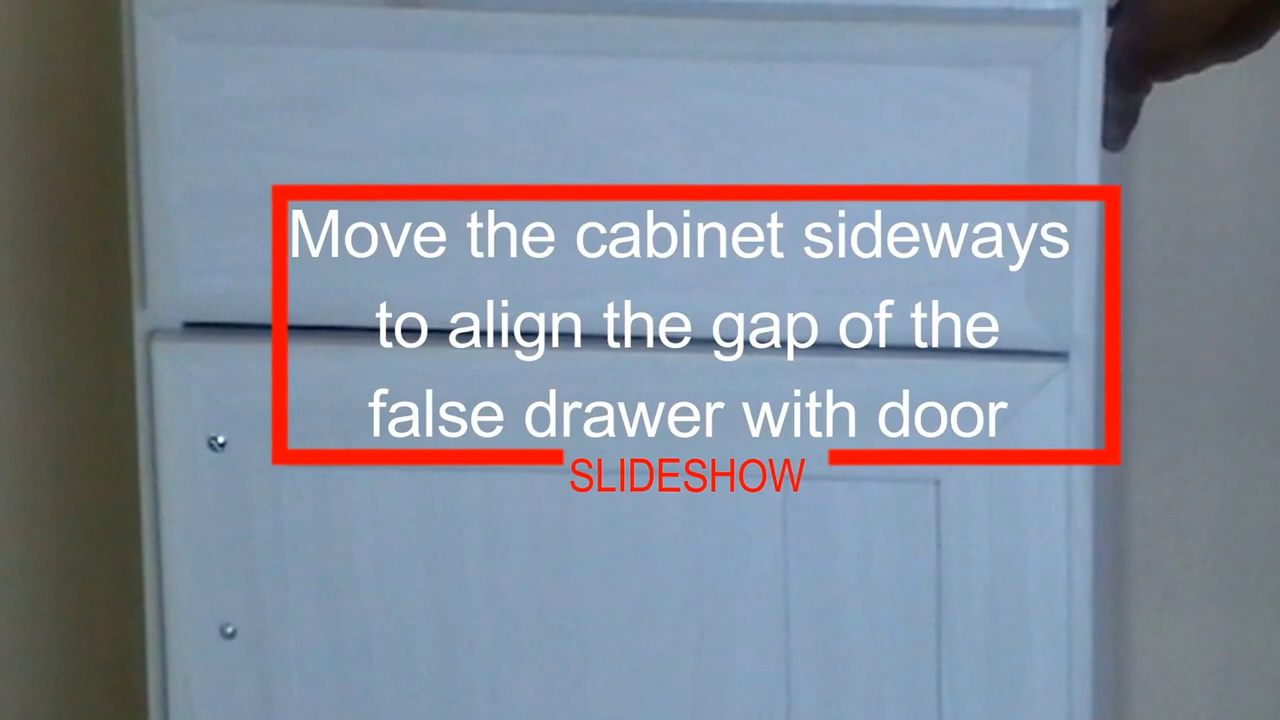 Move the cabinet sideways
to align the gap of the
false drawer with door
SLIDESHOW